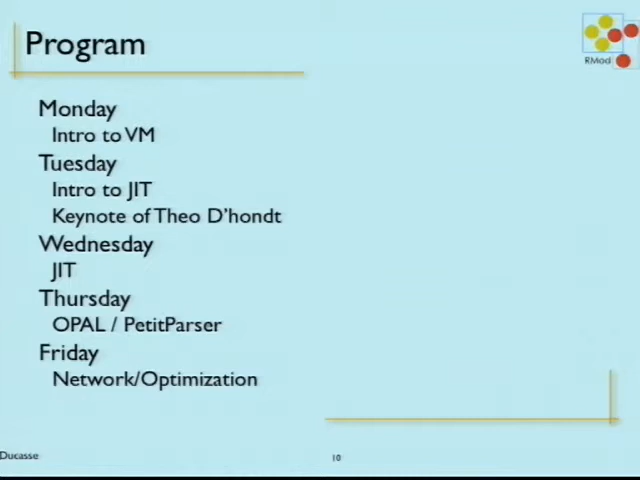 Program
RMod
Monday
Intro to VM
Tuesday
Intro to JIT
Keynote of Theo D'hondt
Wednesday
JIT
Thursday
OPAL / PetitParser
Friday
Network/Optimization
Ducasse
10